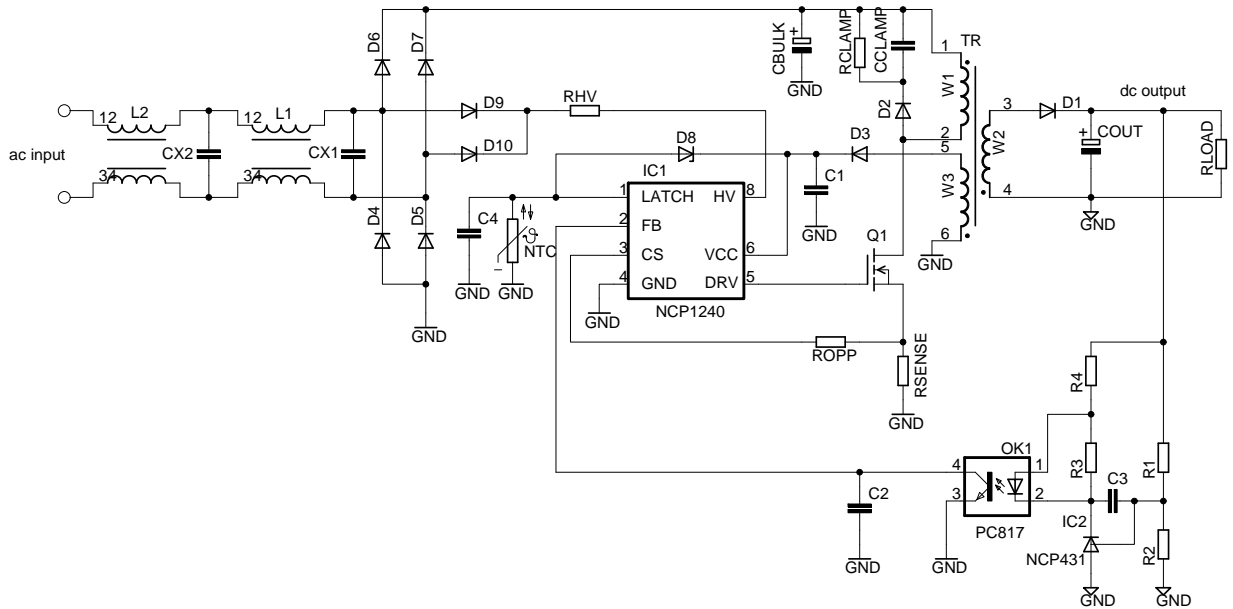 D6
D7
CBULK
+
RCLAMP
CCLAMP
1
TR
W1
GND
D2
L2
L1
12
12
D9
RHV
3
D1
dc output
ac input
CX2
CX1
D10
D8
D3
2
5
W2
+
COUT
RLOAD
34
34
IC1
C1
W3
4
D4
D5
C4
NTC
ϑ
–
1
LATCH
HV
8
2
FB
3
CS
VCC
6
4
GND
DRV
5
GND
Q1
6
GND
GND
GND
GND
GND
NCP1240
GND
ROPP
RSENSE
GND
R4
OK1
4
1
R3
R1
C3
C2
3
2
PC817
IC2
NCP431
R2
GND
GND
GND
GND